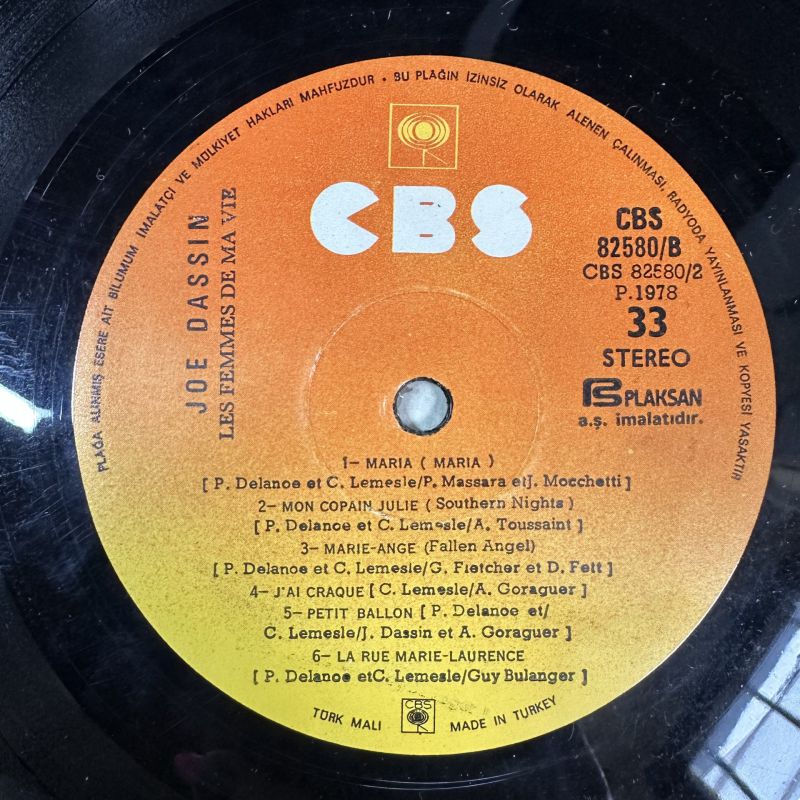 PLAĞA ALINMIŞ ESERE AİT BİLUMUM İMALATÇI VE MÜLKİYET HAKLARI MAHFUZDUR • BU PLAĞIN İZİNSİZ OLARAK ALENEN ÇALINMASI, RADYODA YAYINLANMASI VE KOPYESİ YASAKTIR
CBS
JOE DASSIN
LES FEMMES DE MA VIE
CBS
82580/B
CBS 82580/2
P.1978
33
STEREO
PLAKSAN
a.ş. imalatıdır.
1- MARIA ( MARIA )
[ P. Delanoe et C. Lemesle/P. Massara etJ. Mocchetti ]
2- MON COPAIN JULIE ( Southern Nights )
[ P. Delanoe et C. Lemesle/A. Toussaint ]
3- MARIE-ANGE (Fallen Angel)
[ P. Delanoe et C. Lemesle/G. Fletcher et D. Fett ]
4- J'AI CRAQUE [ C. Lemesle/A. Goraguer ]
5- PETIT BALLON [ P. Delanoe et/
C. Lemesle/J. Dassin et A. Goraguer ]
6- LA RUE MARIE-LAURENCE
[ P. Delanoe etC. Lemesle/Guy Bulanger ]
TÜRK MALI CBS MADE IN TURKEY